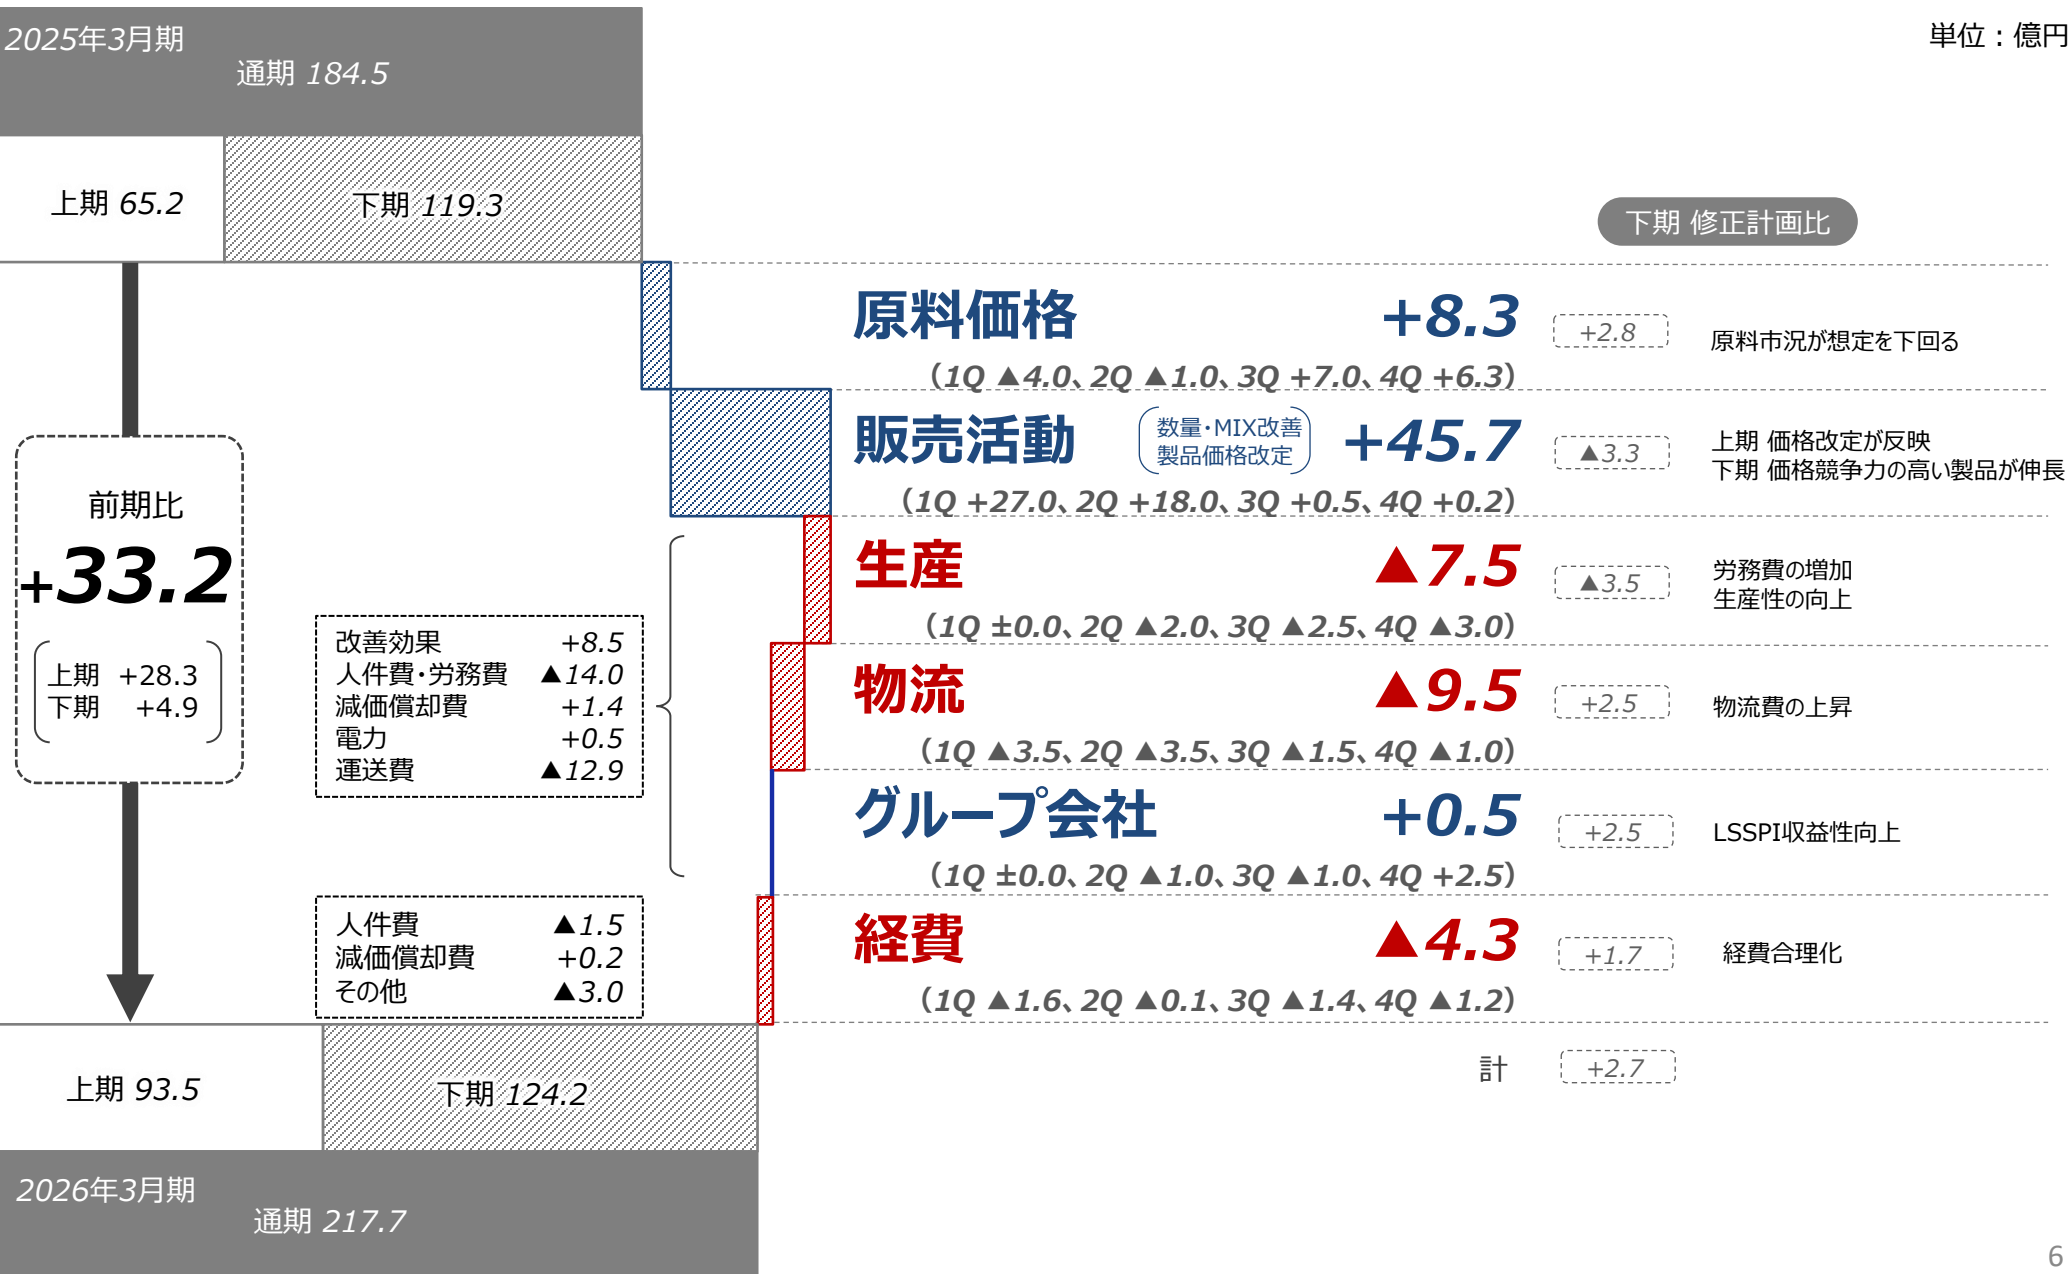 2025年3月期
通期 184.5
単位：億円
上期 65.2
下期 119.3
下期 修正計画比
原料価格 +8.3
+2.8
原料市況が想定を下回る
（1Q ▲4.0、2Q ▲1.0、3Q +7.0、4Q +6.3）
販売活動
数量・MIX改善
製品価格改定
+45.7
▲3.3
上期 価格改定が反映
下期 価格競争力の高い製品が伸長
（1Q +27.0、2Q +18.0、3Q +0.5、4Q +0.2）
前期比
+33.2
上期 +28.3
下期 +4.9
生産 ▲7.5
▲3.5
労務費の増加
生産性の向上
（1Q ±0.0、2Q ▲2.0、3Q ▲2.5、4Q ▲3.0）
改善効果 +8.5
人件費・労務費 ▲14.0
減価償却費 +1.4
電力 +0.5
運送費 ▲12.9
物流 ▲9.5
+2.5
物流費の上昇
（1Q ▲3.5、2Q ▲3.5、3Q ▲1.5、4Q ▲1.0）
グループ会社 +0.5
+2.5
LSSPI収益性向上
（1Q ±0.0、2Q ▲1.0、3Q ▲1.0、4Q +2.5）
人件費 ▲1.5
減価償却費 +0.2
その他 ▲3.0
経費 ▲4.3
+1.7
経費合理化
（1Q ▲1.6、2Q ▲0.1、3Q ▲1.4、4Q ▲1.2）
計 +2.7
上期 93.5
下期 124.2
2026年3月期
通期 217.7
6